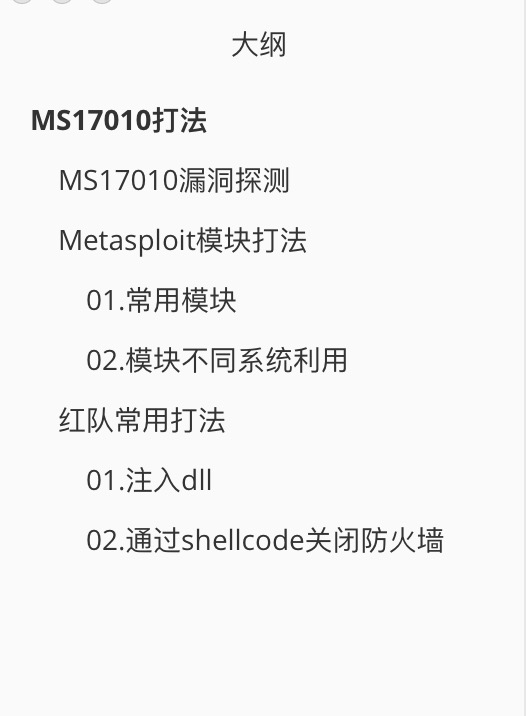 大纲
MS17010打法
MS17010漏洞探测
Metasploit模块打法
01.常用模块
02.模块不同系统利用
红队常用打法
01.注入dll
02.通过shellcode关闭防火墙